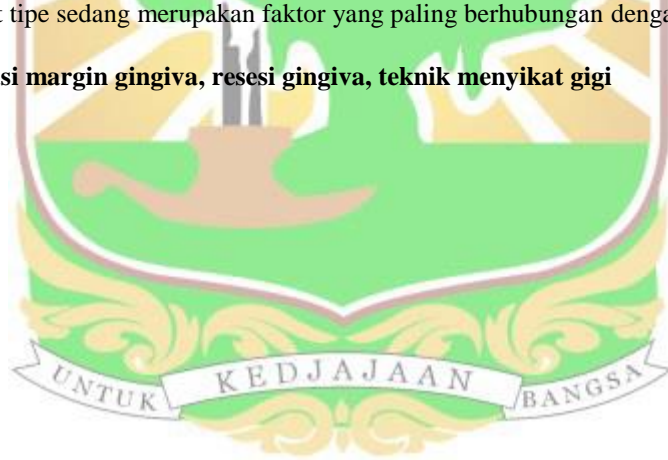 t tipe sedang merupakan faktor yang paling berhubungan denga
si margin gingiva, resesi gingiva, teknik menyikat gigi
UNTUK KEDJAJAAN BANGSA